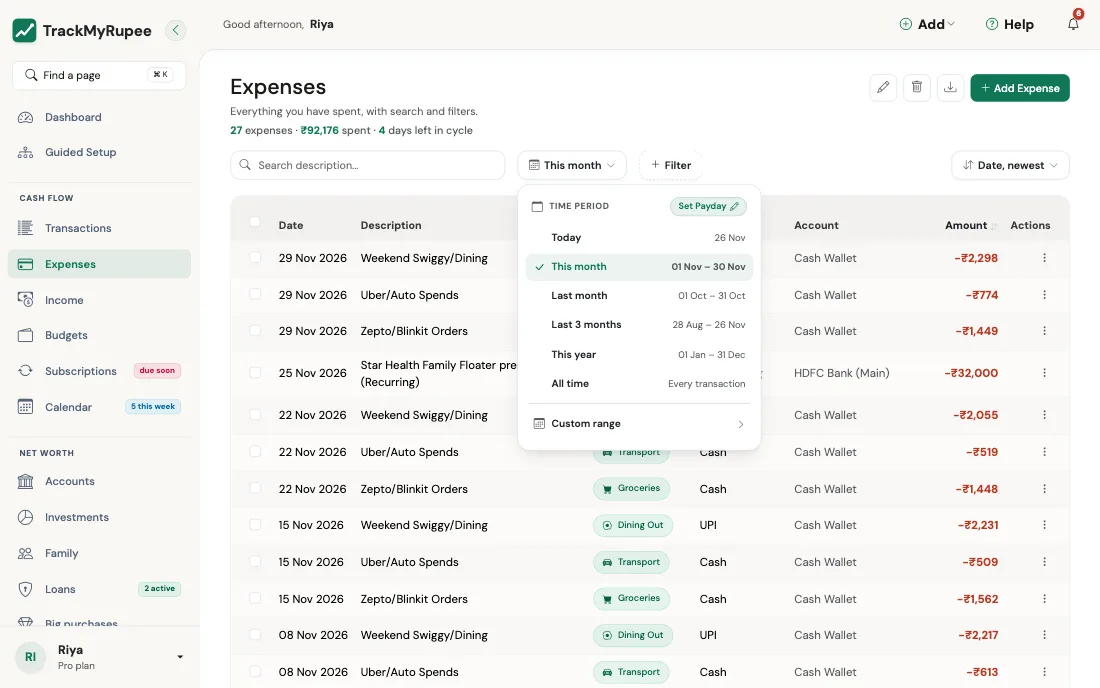 TrackMyRupee
Good afternoon, Riya
Add
Help
6
Find a page
⌘ K
Dashboard
Guided Setup
CASH FLOW
Transactions
Expenses
Income
Budgets
Subscriptions due soon
Calendar 5 this week
NET WORTH
Accounts
Investments
Family
Loans 2 active
Big purchases
RI
Riya
Pro plan
Expenses
Everything you have spent, with search and filters.
27 expenses · ₹92,176 spent · 4 days left in cycle
+ Add Expense
Search description...
This month
+ Filter
Date, newest
TIME PERIOD
Set Payday
Today 26 Nov
This month 01 Nov – 30 Nov
Last month 01 Oct – 31 Oct
Last 3 months 28 Aug – 26 Nov
This year 01 Jan – 31 Dec
All time Every transaction
Custom range
Date Description Account Amount Actions
29 Nov 2026 Weekend Swiggy/Dining Cash Wallet -₹2,298
29 Nov 2026 Uber/Auto Spends Cash Wallet -₹774
29 Nov 2026 Zepto/Blinkit Orders Cash Wallet -₹1,449
25 Nov 2026 Star Health Family Floater pre HDFC Bank (Main) -₹32,000
(Recurring)
22 Nov 2026 Weekend Swiggy/Dining Cash Wallet -₹2,055
22 Nov 2026 Uber/Auto Spends Transport Cash Cash Wallet -₹519
22 Nov 2026 Zepto/Blinkit Orders Groceries Cash Cash Wallet -₹1,448
15 Nov 2026 Weekend Swiggy/Dining Dining Out UPI Cash Wallet -₹2,231
15 Nov 2026 Uber/Auto Spends Transport Cash Cash Wallet -₹509
15 Nov 2026 Zepto/Blinkit Orders Groceries Cash Cash Wallet -₹1,562
08 Nov 2026 Weekend Swiggy/Dining Dining Out UPI Cash Wallet -₹2,217
08 Nov 2026 Uber/Auto Spends Transport Cash Cash Wallet -₹613